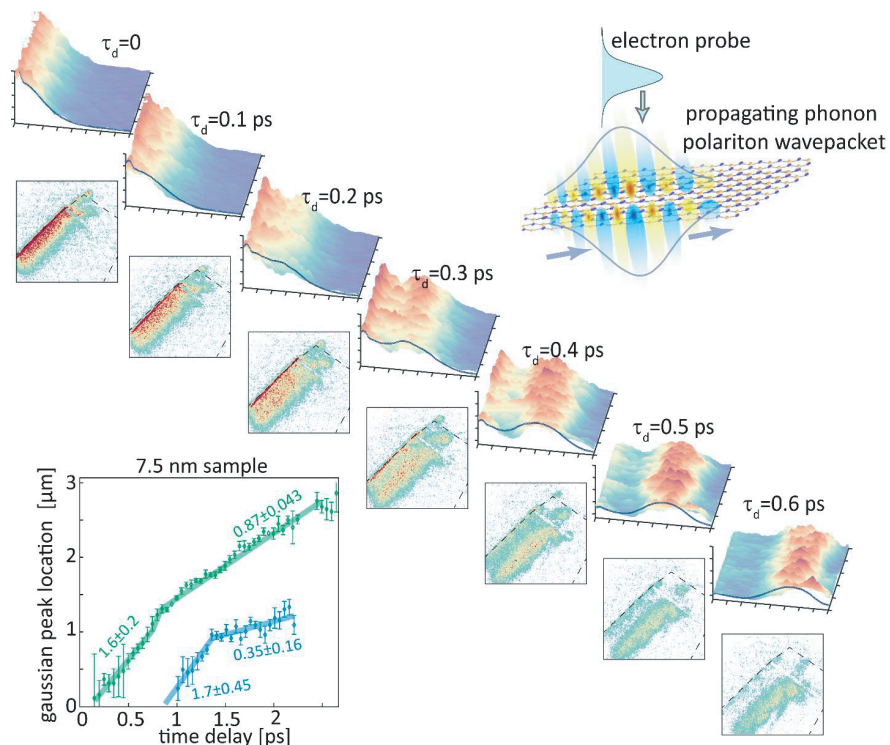 τd=0
τd=0.1 ps
τd=0.2 ps
τd=0.3 ps
τd=0.4 ps
τd=0.5 ps
τd=0.6 ps
electron probe
propagating phonon
polariton wavepacket
7.5 nm sample
gaussian peak location [μm]
3
2
1
0
0.87±0.043
1.6±0.2
0.35±0.16
1.7±0.45
0 0.5 1 1.5 2
time delay [ps]